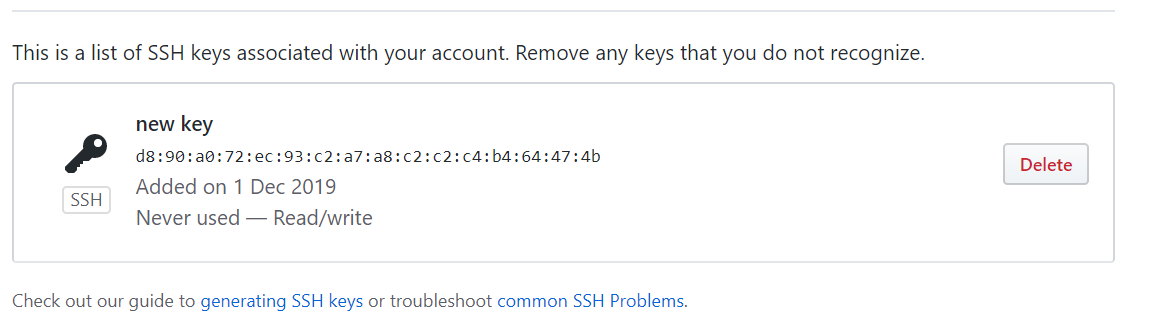 This is a list of SSH keys associated with your account. Remove any keys that you do not recognize.
new key
d8:90:a0:72:ec:93:c2:a7:a8:c2:c2:c4:b4:64:47:4b
Added on 1 Dec 2019
Never used — Read/write
SSH
Delete
Check out our guide to generating SSH keys or troubleshoot common SSH Problems.